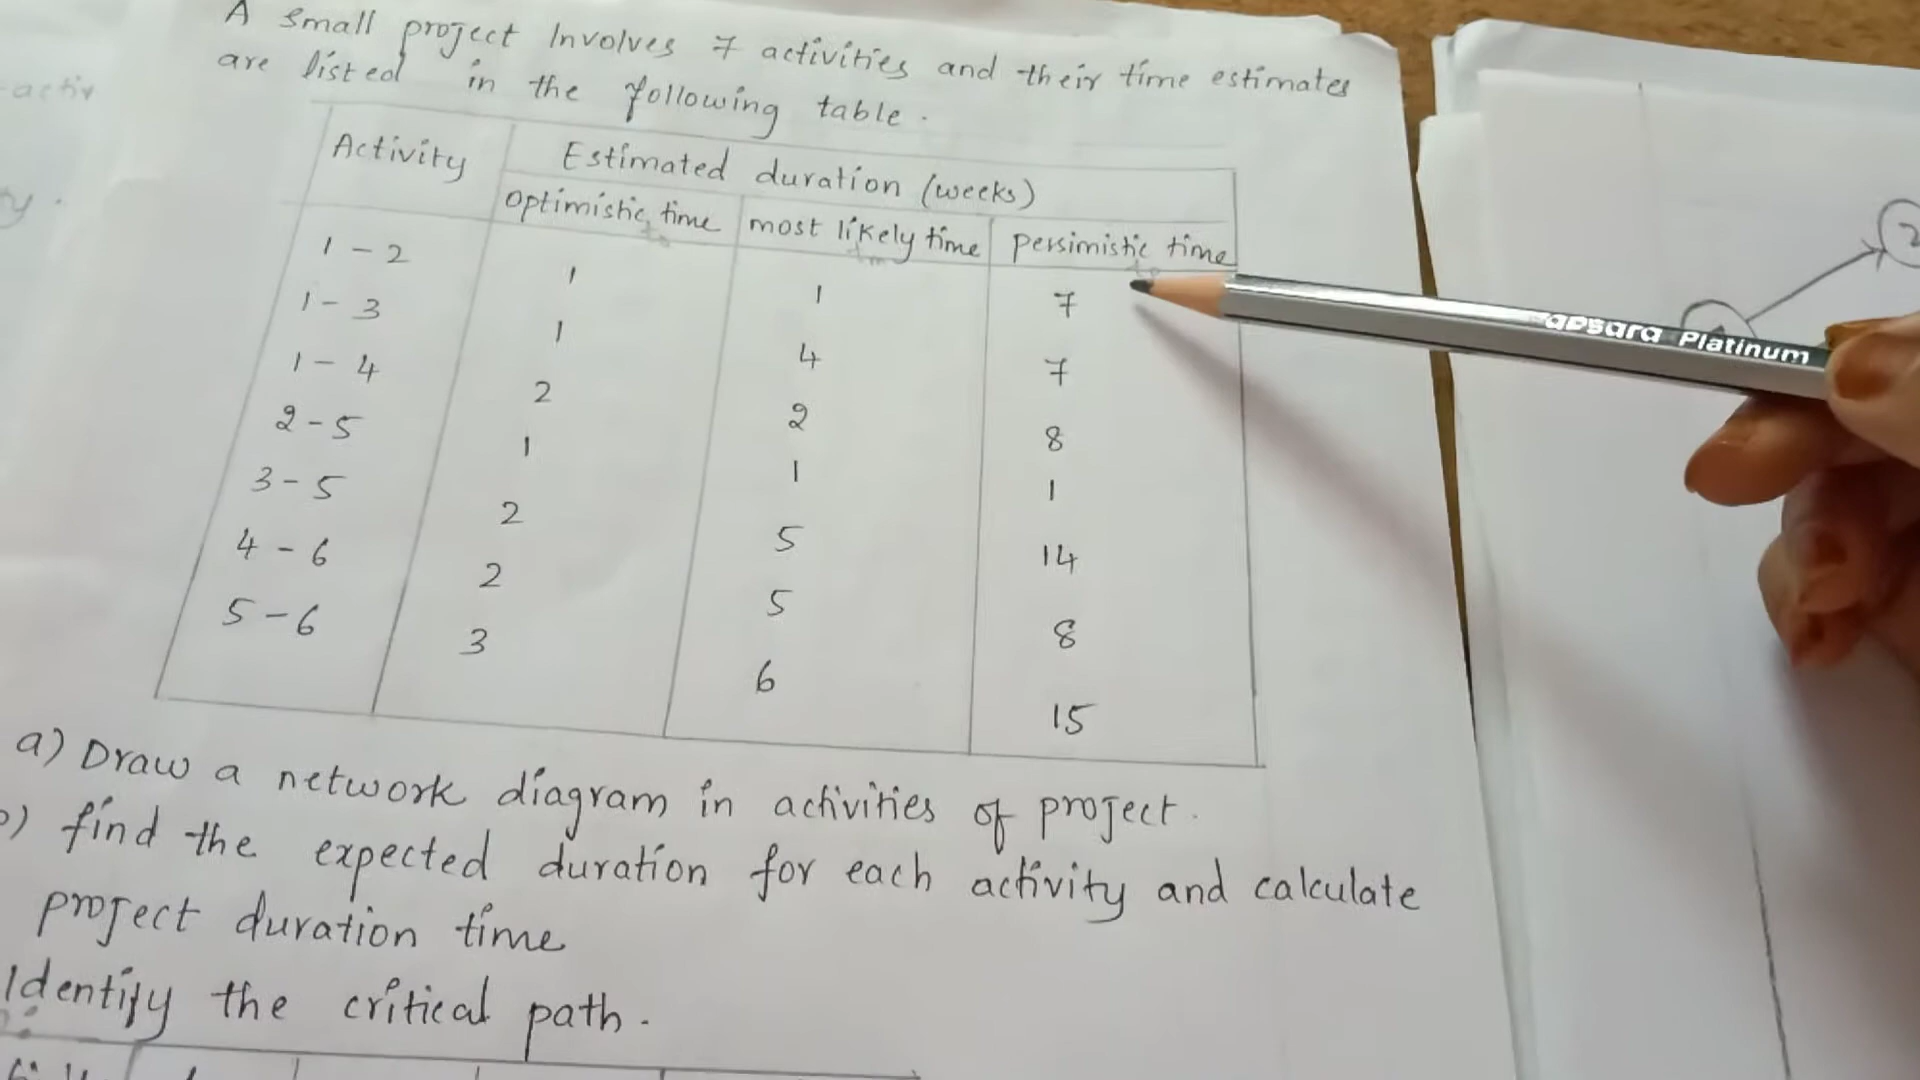 A small project Involves 7 activities and their time estimates
are listed in the following table.
Activity Estimated duration (weeks)
optimistic time most likely time persimistic time
1-2 1 1 7
1-3 1 4 7
1-4 2 2 8
2-5 1 1 1
3-5 2 5 14
4-6 2 5 8
5-6 3 6 15
a) Draw a network diagram in activities of project.
) find the expected duration for each activity and calculate
project duration time
Identify the critical path.
apsara Platinum
2